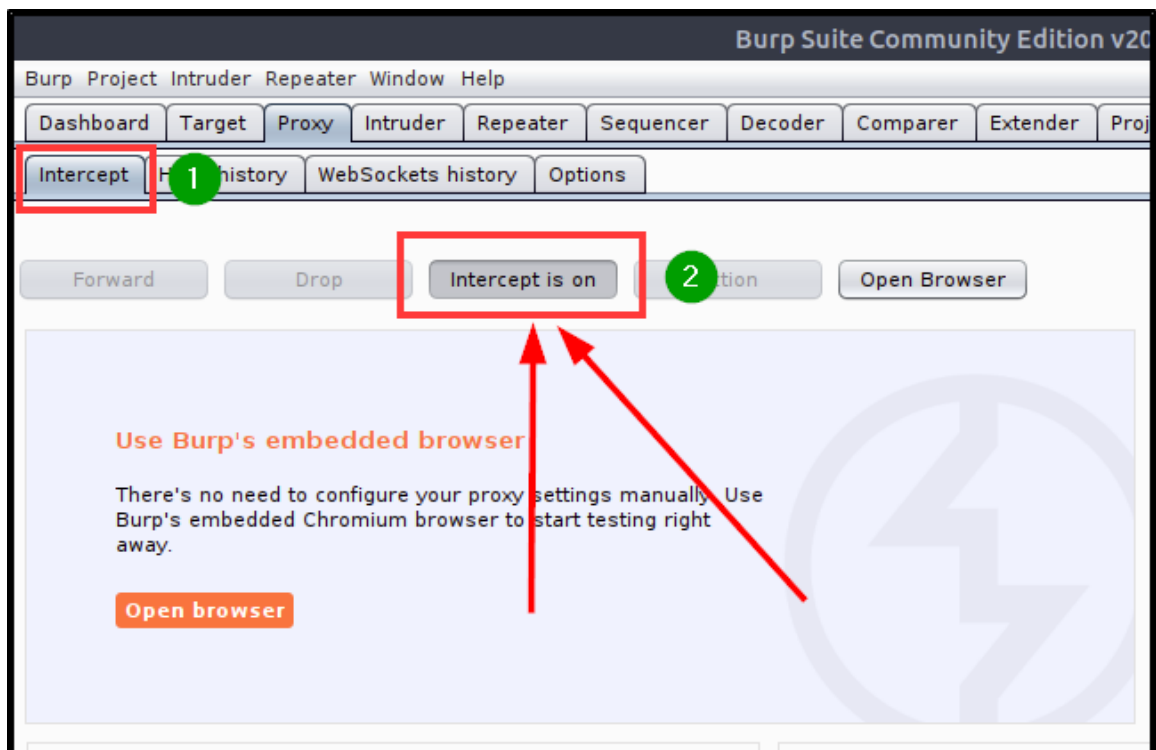 Burp Suite Community Edition v20
Burp Project Intruder Repeater Window Help
Dashboard Target Proxy Intruder Repeater Sequencer Decoder Comparer Extender Proj
Intercept 1 history WebSockets history Options
Forward Drop Intercept is on 2 Open Browser
Use Burp's embedded browser
There's no need to configure your proxy settings manually. Use
Burp's embedded Chromium browser to start testing right
away.
Open browser